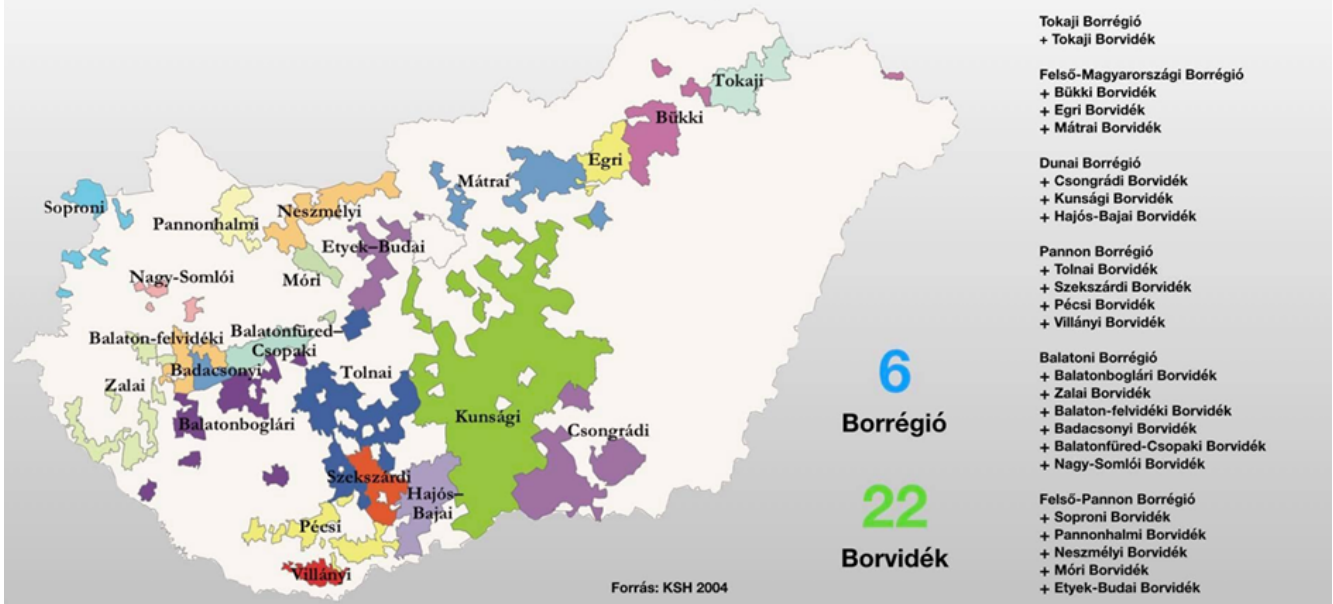 Tokaji
Bükki
Egri
Mátrai
Soproni
Pannonhalmi
Neszmélyi
Etyek–Budai
Nagy-Somlói
Móri
Balaton-felvidéki
Balatonfüred–
Csopaki
Badacsonyi
Tolnai
Zalai
Balatonboglári
Kunsági
Csongrádi
Szekszárdi
Hajós–
Bajai
Pécsi
Villányi
6
Borrégió
22
Borvidék
Forrás: KSH 2004
Tokaji Borrégió
+ Tokaji Borvidék
Felső-Magyarországi Borrégió
+ Bükki Borvidék
+ Egri Borvidék
+ Mátrai Borvidék
Dunai Borrégió
+ Csongrádi Borvidék
+ Kunsági Borvidék
+ Hajós-Bajai Borvidék
Pannon Borrégió
+ Tolnai Borvidék
+ Szekszárdi Borvidék
+ Pécsi Borvidék
+ Villányi Borvidék
Balatoni Borrégió
+ Balatonboglári Borvidék
+ Zalai Borvidék
+ Balaton-felvidéki Borvidék
+ Badacsonyi Borvidék
+ Balatonfüred-Csopaki Borvidék
+ Nagy-Somlói Borvidék
Felső-Pannon Borrégió
+ Soproni Borvidék
+ Pannonhalmi Borvidék
+ Neszmélyi Borvidék
+ Móri Borvidék
+ Etyek-Budai Borvidék